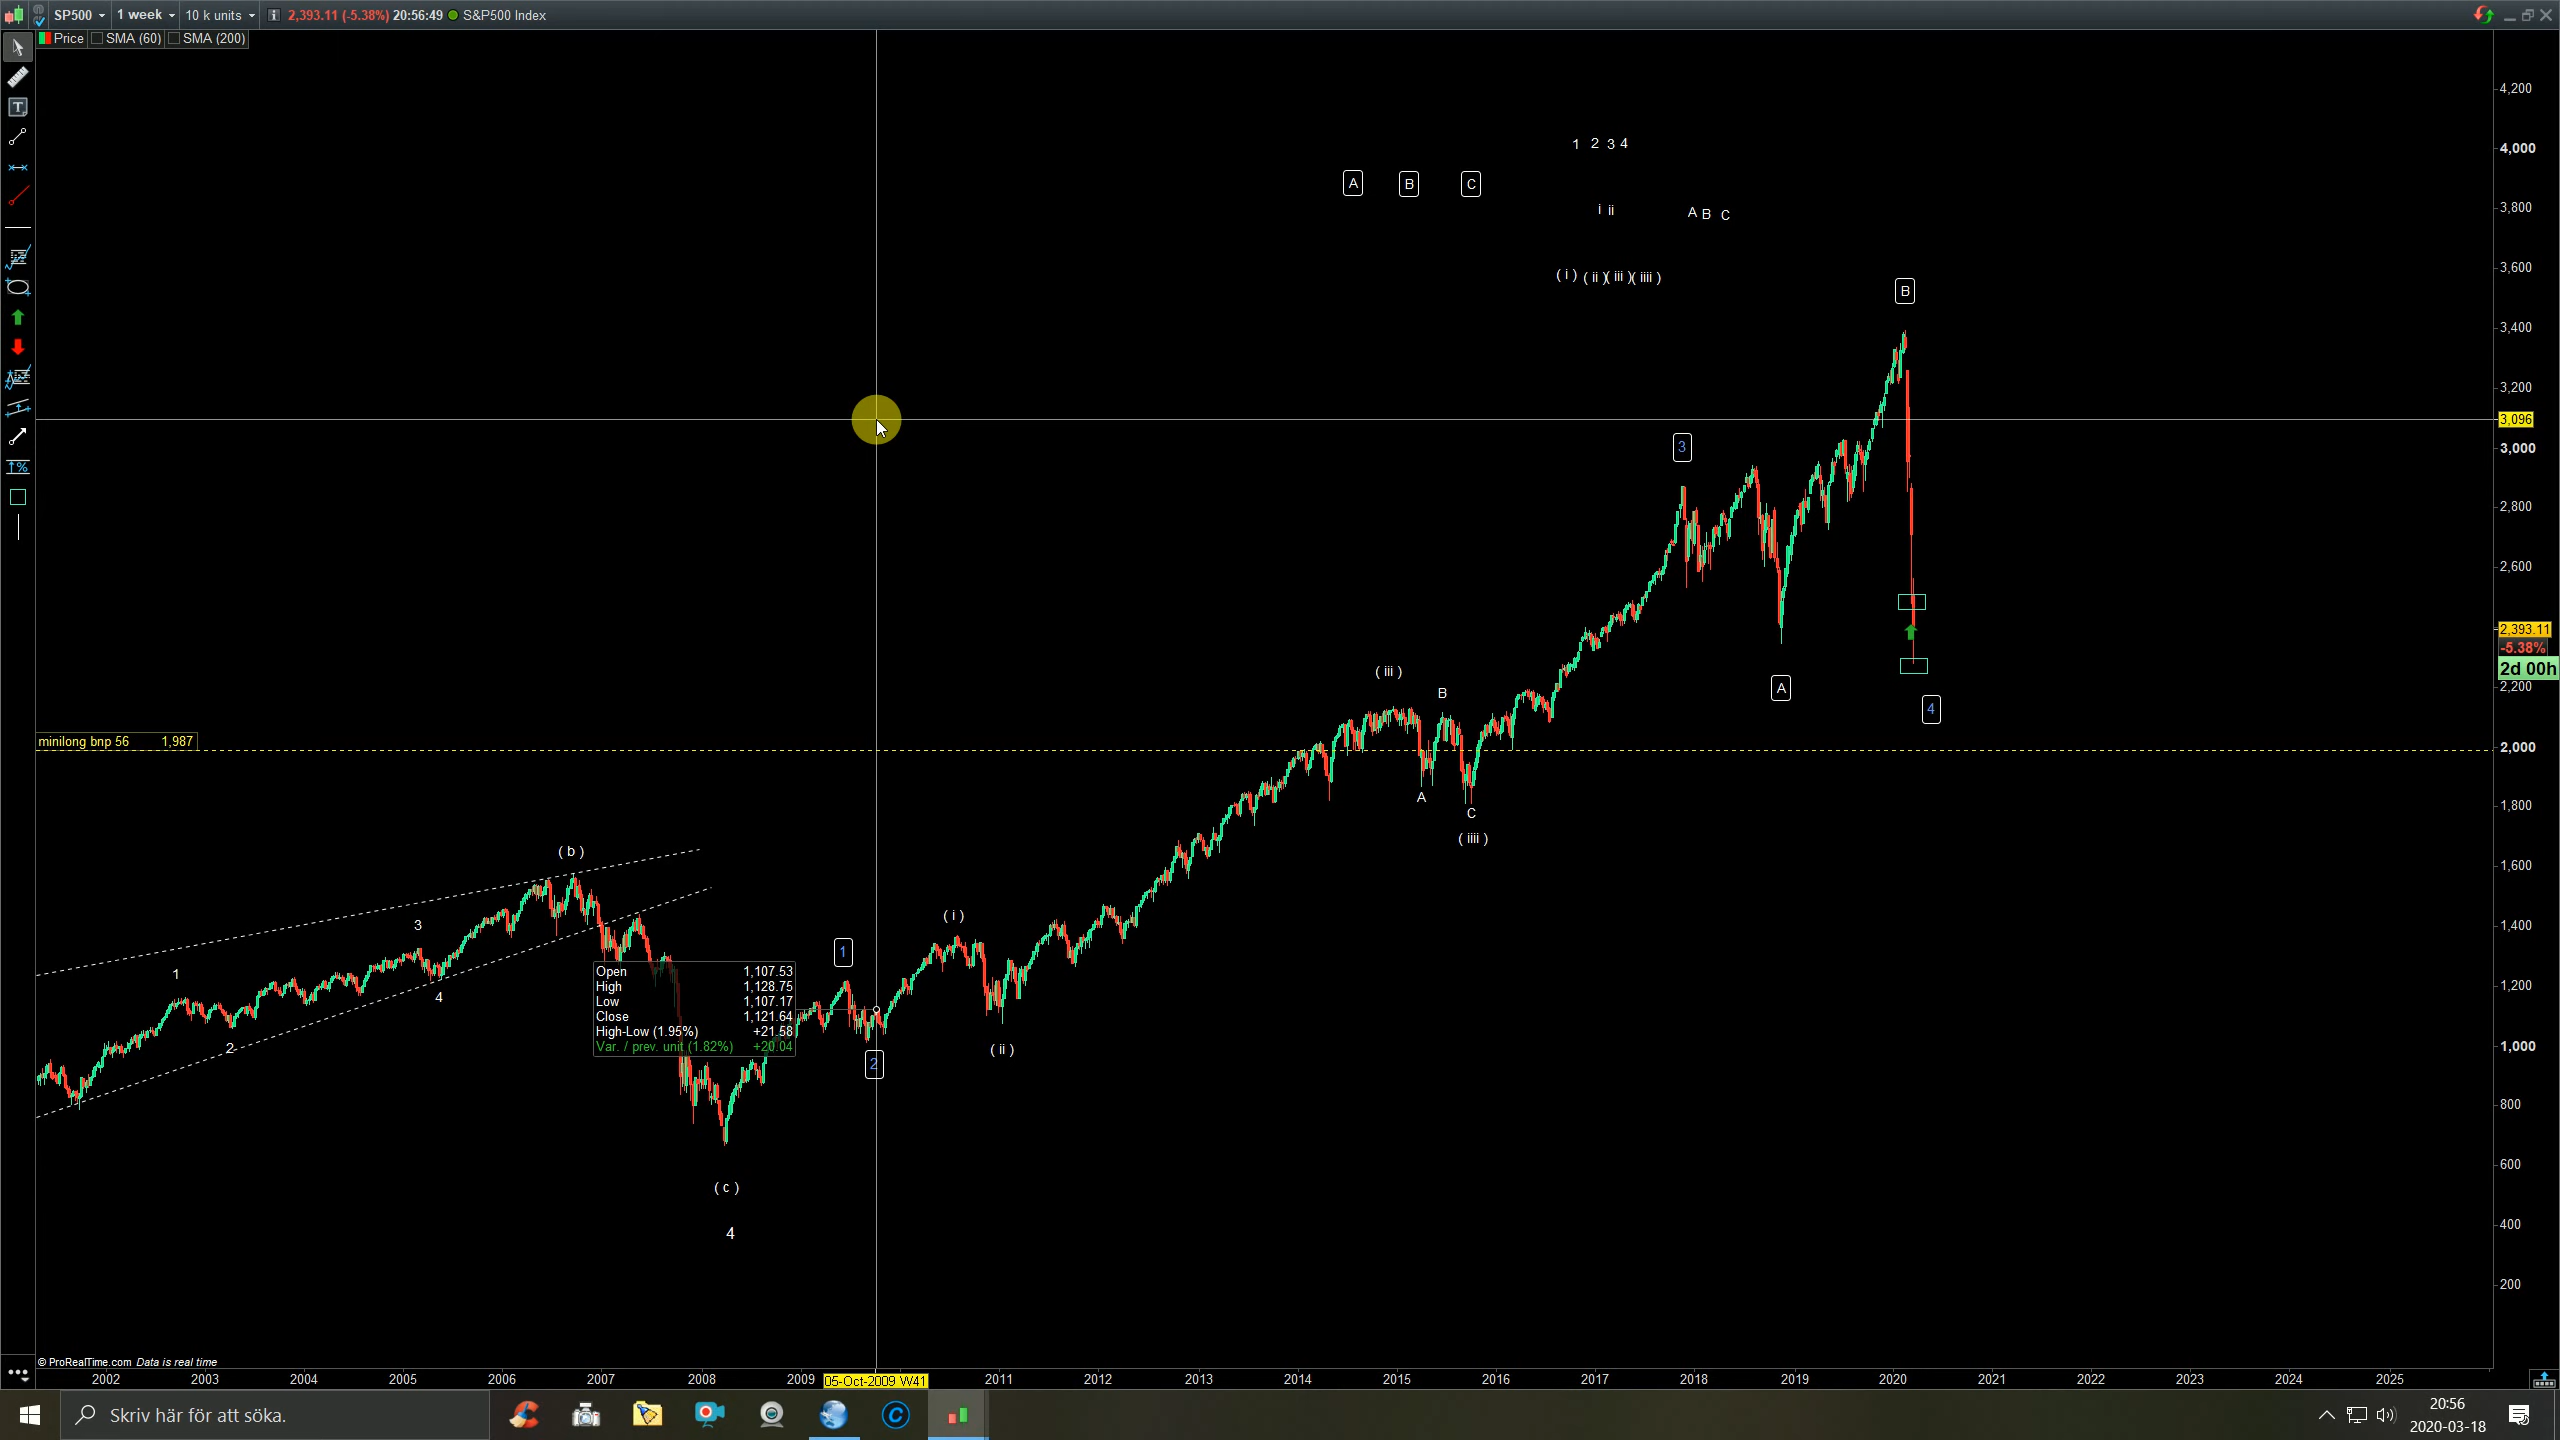 SP500 1 week 10 k units 2,393.11 (-5.38%) 20:56:49 S&P500 Index
Price SMA (60) SMA (200)
4,200
1 2 3 4
4,000
A B C
i ii
A B C
3,800
( i ) ( ii )( iii )( iiii )
3,600
B
3,400
3,200
3,096
3
3,000
2,800
2,600
2,393.11
-5.38%
2d 00h
2,200
( iii )
B
A
4
minilong bnp 56 1,987
2,000
A
1,800
C
( iiii )
( b )
1,600
3
( i )
1,400
1
1
Open 1,107.53
High 1,128.75
Low 1,107.17
Close 1,121.64
High-Low (1.95%) +21.58
Var. / prev. unit (1.82%) +20.04
1,200
4
2
2
( ii )
1,000
800
( c )
600
4
400
200
© ProRealTime.com Data is real time
2002 2003 2004 2005 2006 2007 2008 2009 05-Oct-2009 W41 2011 2012 2013 2014 2015 2016 2017 2018 2019 2020 2021 2022 2023 2024 2025
Skriv här för att söka.
20:56
2020-03-18